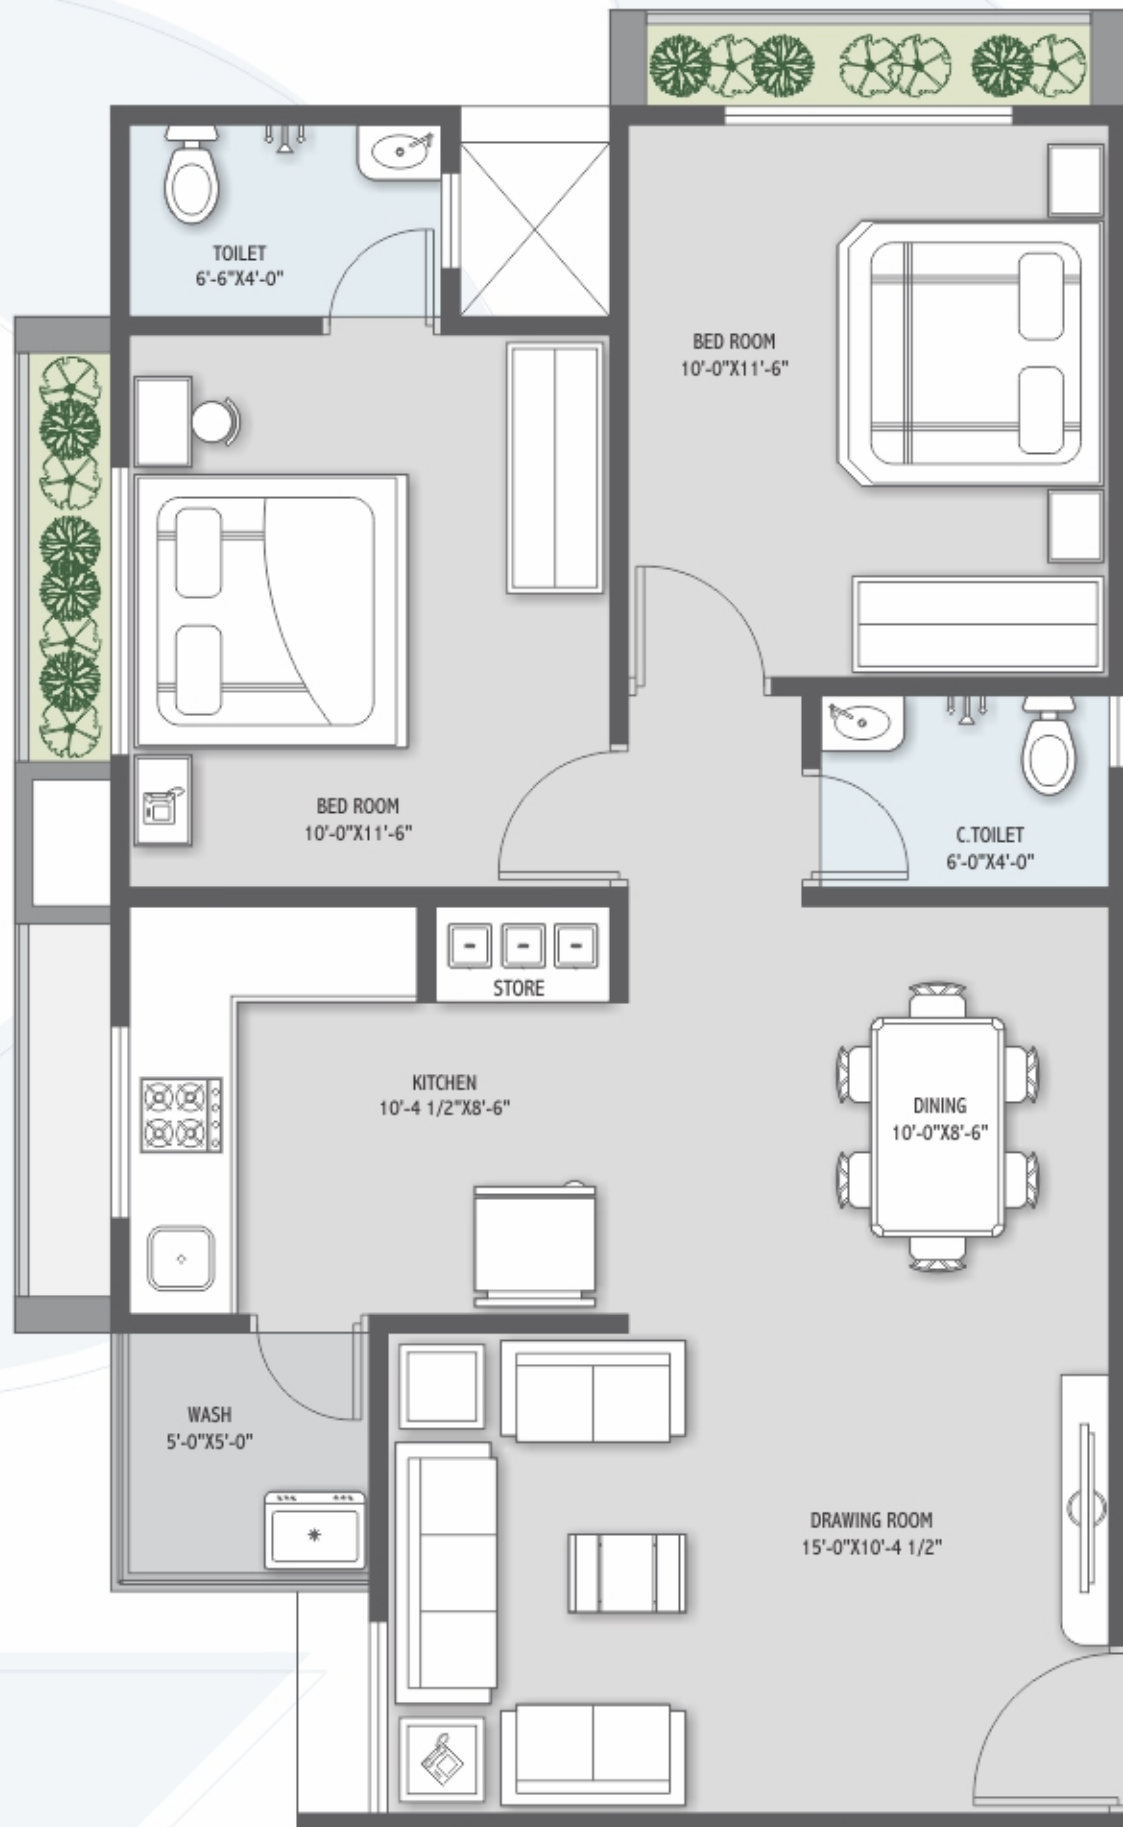 TOILET
6'-6"X4'-0"
BED ROOM
10'-0"X11'-6"
BED ROOM
10'-0"X11'-6"
C.TOILET
6'-0"X4'-0"
STORE
KITCHEN
10'-4 1/2"X8'-6"
DINING
10'-0"X8'-6"
WASH
5'-0"X5'-0"
DRAWING ROOM
15'-0"X10'-4 1/2"